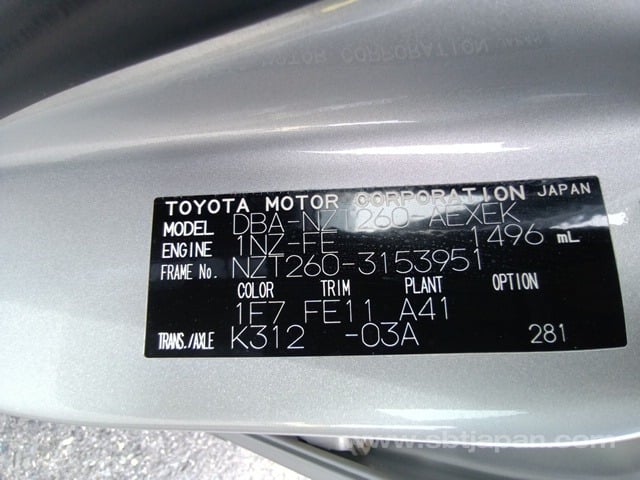 TOYOTA MOTOR CORPORATION JAPAN
MODEL DBA-NZT260-AEXEK
ENGINE 1NZ-FE 1496 mL
FRAME No. NZT260-3153951
COLOR TRIM PLANT OPTION
1F7 FE11 A41
TRANS./AXLE K312 -03A 281
www.sbtjapan.com